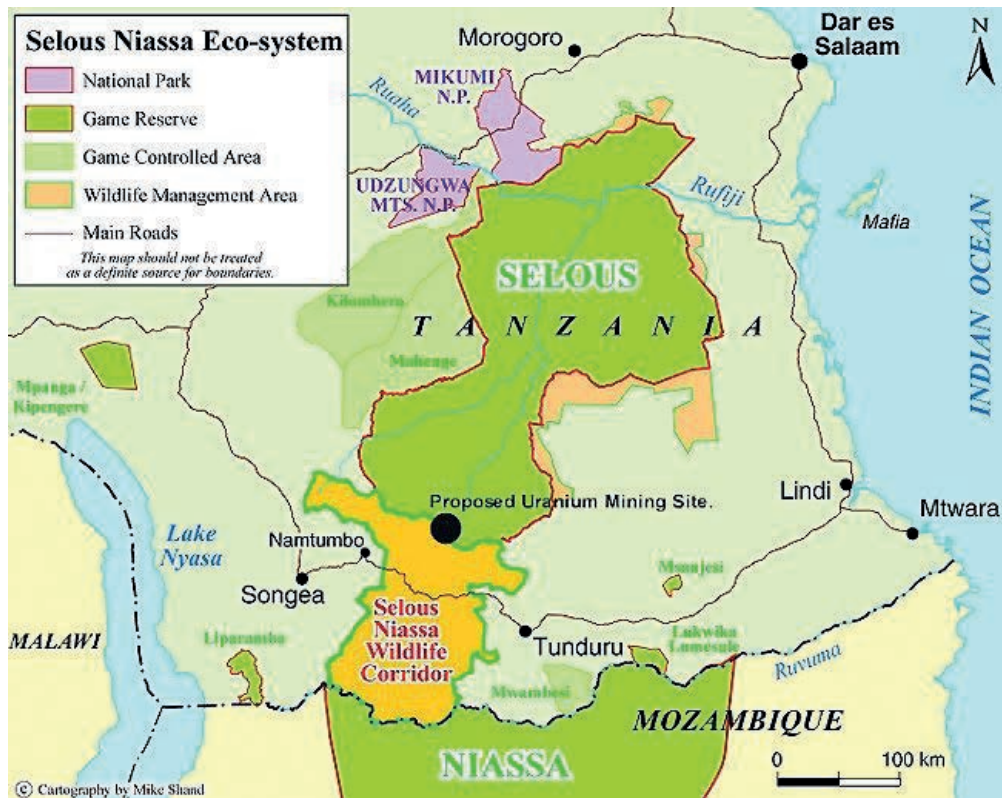 Selous Niassa Eco-system
National Park
Game Reserve
Game Controlled Area
Wildlife Management Area
Main Roads
This map should not be treated
as a definite source for boundaries.
Morogoro
Dar es
Salaam
N
MIKUMI
N.P.
Ruaha
UDZUNGWA
MTS. N.P.
Rufiji
Mafia
INDIAN OCEAN
SELOUS
TANZANIA
Kilombero
Mahenge
Mpanga /
Kipengere
Proposed Uranium Mining Site.
Lindi
Mtwara
Lake
Nyasa
Namtumbo
Songea
Msanjesi
Selous
Niassa
Wildlife
Corridor
Tunduru
Lukwika
Lumesule
MALAWI
Liparamba
Mwambesi
Ruvuma
MOZAMBIQUE
NIASSA
0 100 km
© Cartography by Mike Shand